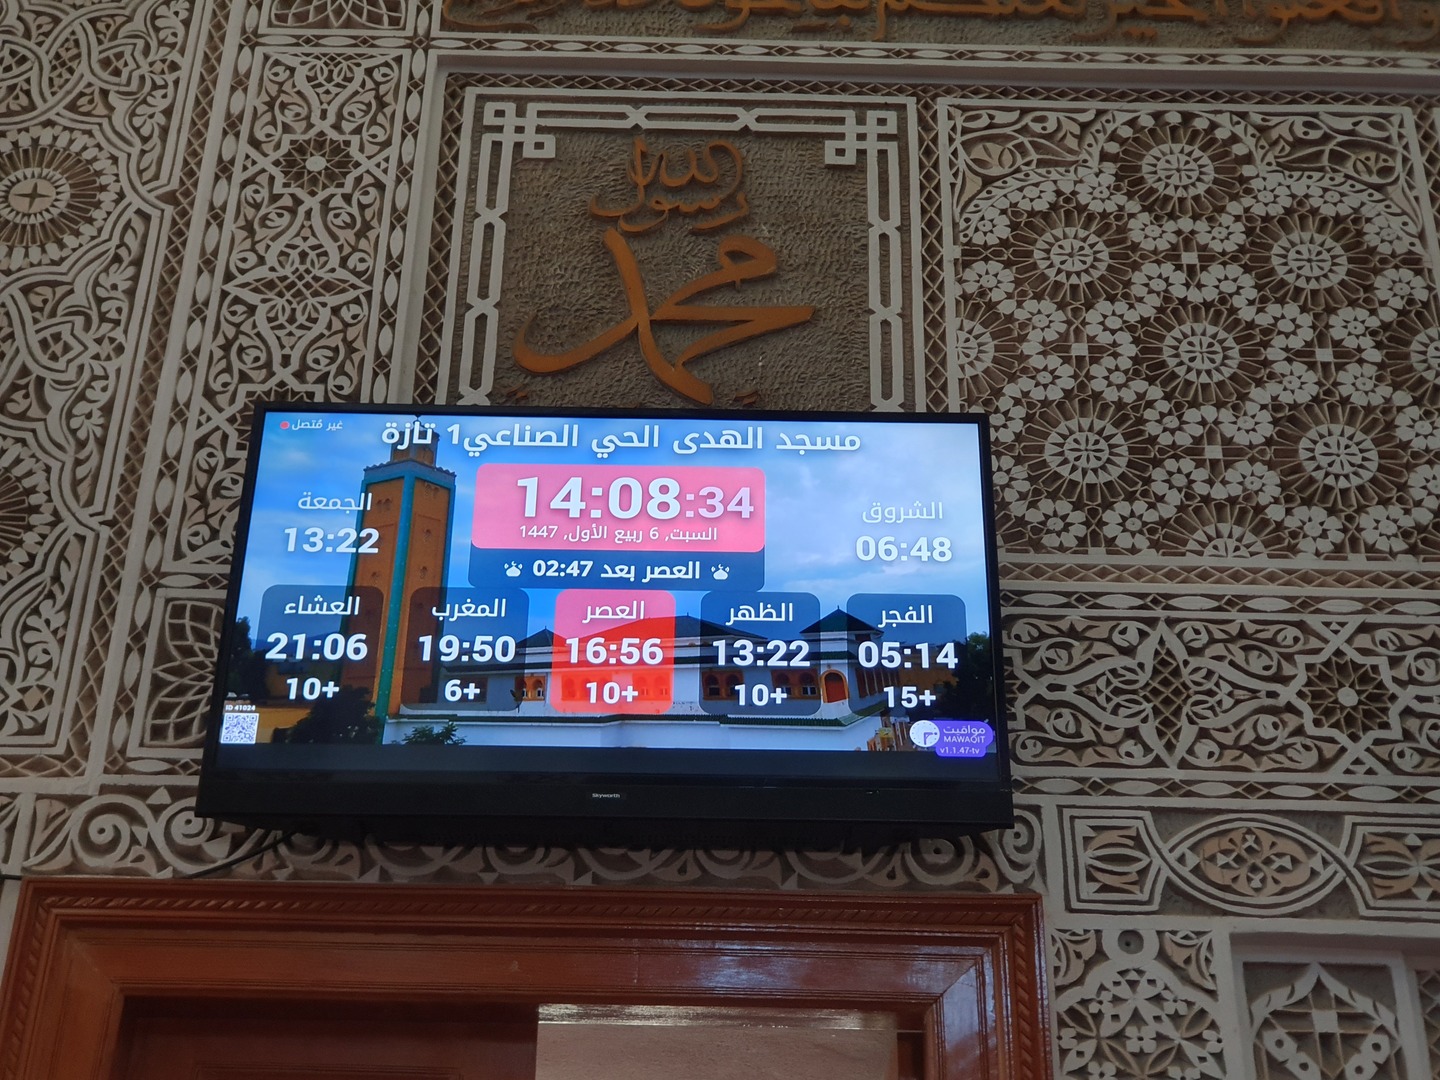 الله
رسول
محمد
غير متصل
مسجد الهدى الحي الصناعي1 تازة
14:08:34
السبت, 6 ربيع الأول, 1447
العصر بعد 02:47
الجمعة
13:22
الشروق
06:48
الفجر
05:14
15+
الظهر
13:22
10+
العصر
16:56
10+
المغرب
19:50
6+
العشاء
21:06
10+
ID 41024
مواقيت
MAWAQIT
v1.1.47-tv
Skyworth